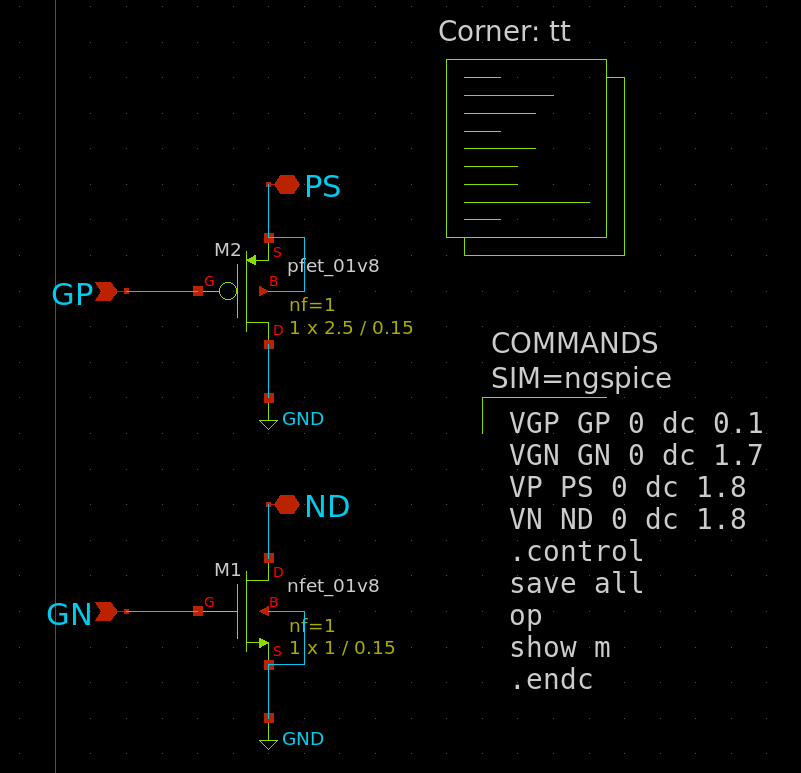 Corner: tt
PS
M2
S
pfet_01v8
G
B
GP
nf=1
D
1 x 2.5 / 0.15
GND
COMMANDS
SIM=ngspice
VGP GP 0 dc 0.1
VGN GN 0 dc 1.7
VP PS 0 dc 1.8
VN ND 0 dc 1.8
.control
save all
op
show m
.endc
ND
M1
D
nfet_01v8
G
B
GN
nf=1
S
1 x 1 / 0.15
GND